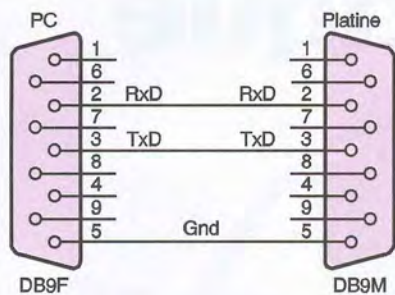 PC Platine
1 1
6 6
2 RxD RxD 2
7 7
3 TxD TxD 3
8 8
4 4
9 9
5 Gnd 5
DB9F DB9M